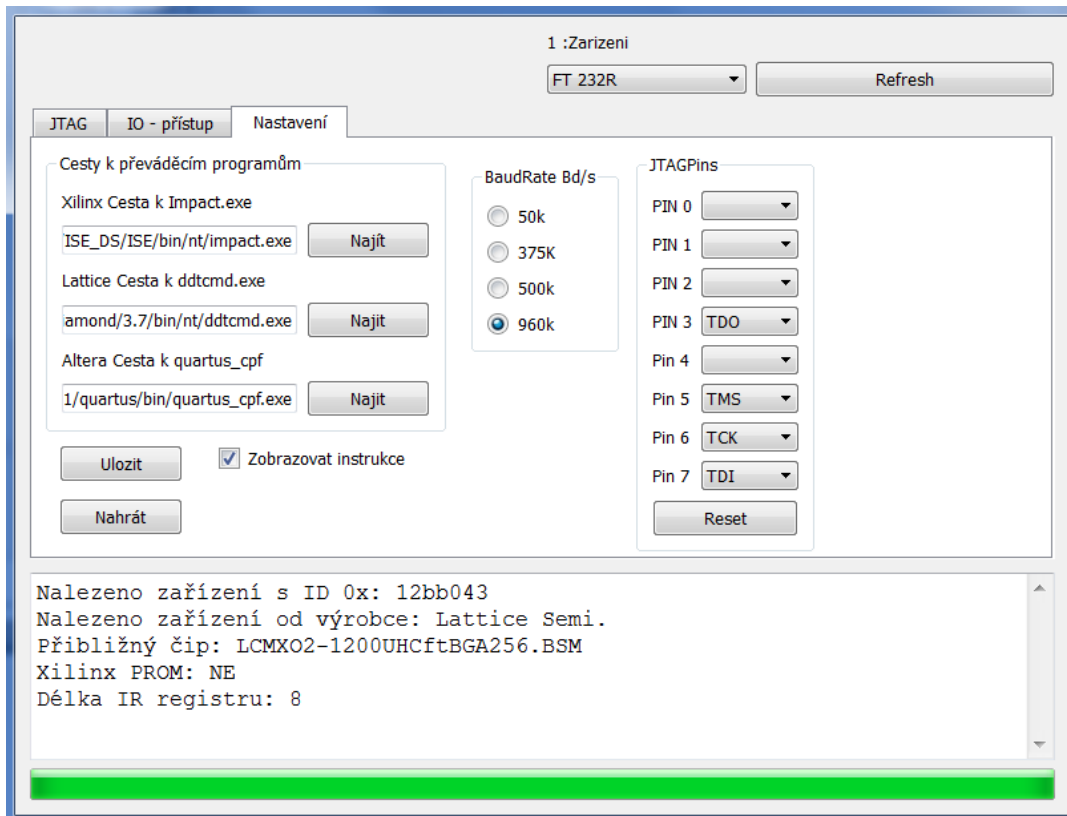 1 :Zarizeni
FT 232R
Refresh
JTAG
IO - přístup
Nastavení
Cesty k převáděcím programům
Xilinx Cesta k Impact.exe
ISE_DS/ISE/bin/nt/impact.exe
Najít
Lattice Cesta k ddtcmd.exe
amond/3.7/bin/nt/ddtcmd.exe
Najit
Altera Cesta k quartus_cpf
1/quartus/bin/quartus_cpf.exe
Najit
Ulozit
Zobrazovat instrukce
Nahrát
BaudRate Bd/s
50k
375K
500k
960k
JTAGPins
PIN 0
PIN 1
PIN 2
PIN 3 TDO
Pin 4
Pin 5 TMS
Pin 6 TCK
Pin 7 TDI
Reset
Nalezeno zařízení s ID 0x: 12bb043
Nalezeno zařízení od výrobce: Lattice Semi.
Přibližný čip: LCMXO2-1200UHCftBGA256.BSM
Xilinx PROM: NE
Délka IR registru: 8